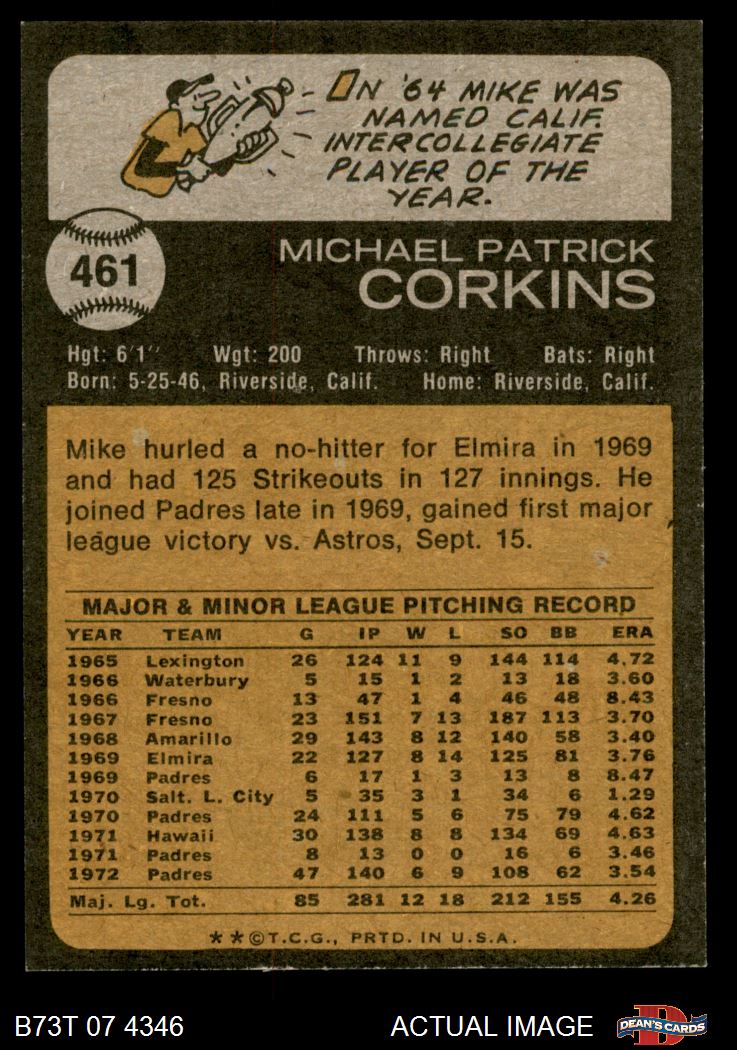 IN '64 MIKE WAS
NAMED CALIF.
INTERCOLLEGIATE
PLAYER OF THE
YEAR.
461
MICHAEL PATRICK
CORKINS
Hgt: 6'1" Wgt: 200 Throws: Right Bats: Right
Born: 5-25-46, Riverside, Calif. Home: Riverside, Calif.
Mike hurled a no-hitter for Elmira in 1969
and had 125 Strikeouts in 127 innings. He
joined Padres late in 1969, gained first major
league victory vs. Astros, Sept. 15.
MAJOR & MINOR LEAGUE PITCHING RECORD
YEAR TEAM G IP W L SO BB ERA
1965 Lexington 26 124 11 9 144 114 4.72
1966 Waterbury 5 15 1 2 13 18 3.60
1966 Fresno 13 47 1 4 46 48 8.43
1967 Fresno 23 151 7 13 187 113 3.70
1968 Amarillo 29 143 8 12 140 58 3.40
1969 Elmira 22 127 8 14 125 81 3.76
1969 Padres 6 17 1 3 13 8 8.47
1970 Salt. L. City 5 35 3 1 34 6 1.29
1970 Padres 24 111 5 6 75 79 4.62
1971 Hawaii 30 138 8 8 134 69 4.63
1971 Padres 8 13 0 0 16 6 3.46
1972 Padres 47 140 6 9 108 62 3.54
Maj. Lg. Tot. 85 281 12 18 212 155 4.26
★★©T.C.G., PRTD. IN U.S.A.
B73T 07 4346 ACTUAL IMAGE D DEAN'S CARDS